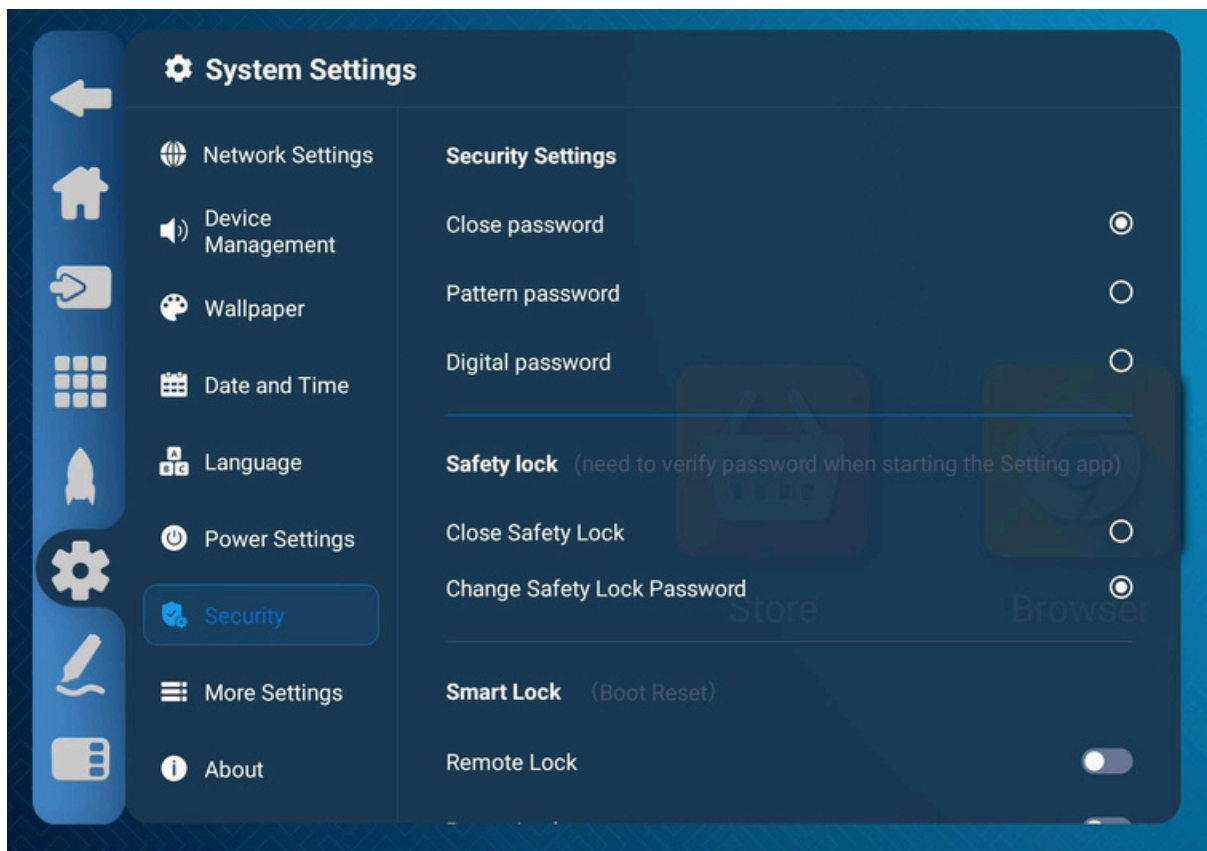 System Settings
Network Settings
Device
Management
Wallpaper
Date and Time
Language
Power Settings
Security
More Settings
About
Security Settings
Close password
Pattern password
Digital password
Safety lock (need to verify password when starting the Setting app)
Close Safety Lock
Change Safety Lock Password
Store
Browser
Smart Lock (Boot Reset)
Remote Lock